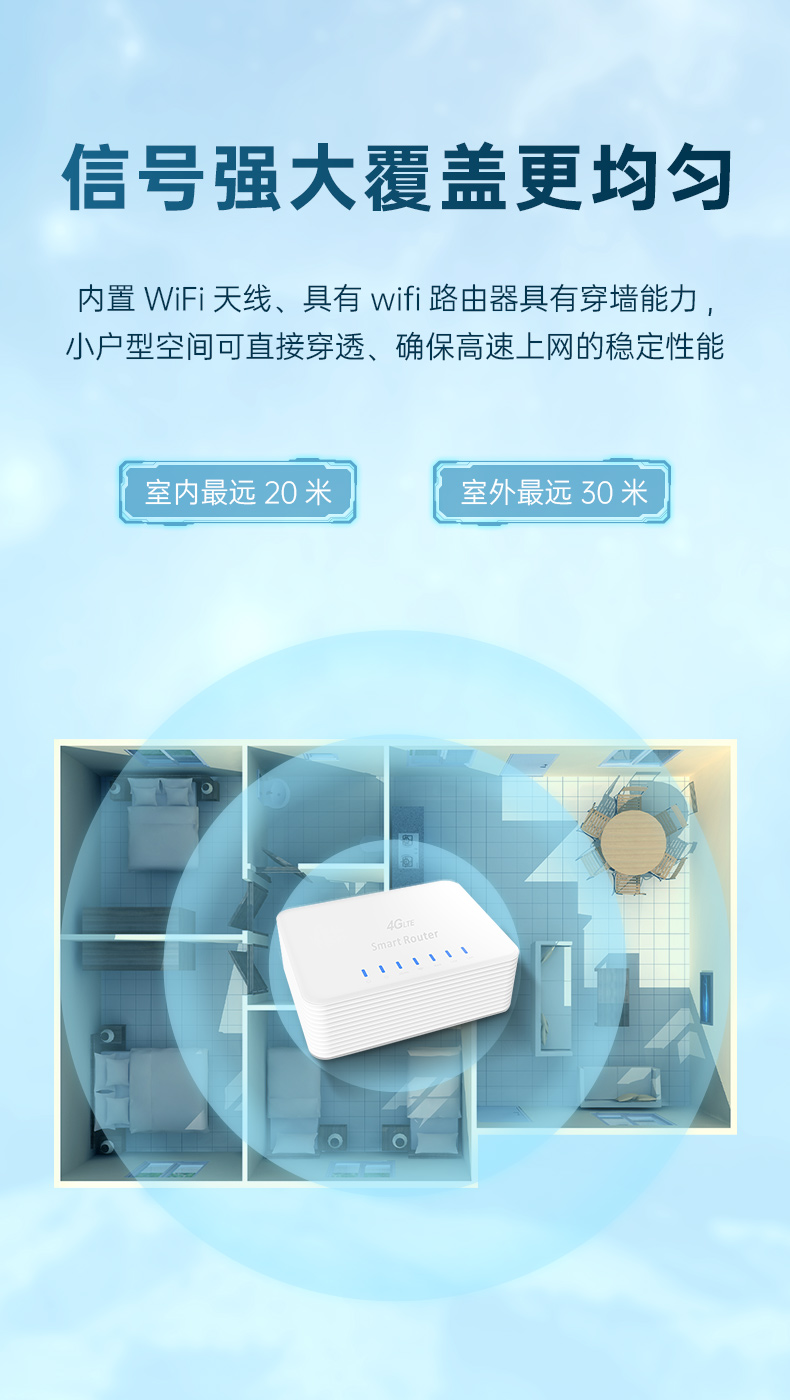 信号强大覆盖更均匀
内置 WiFi 天线、具有 wifi 路由器具有穿墙能力，
小户型空间可直接穿透、确保高速上网的稳定性能
室内最远 20 米
室外最远 30 米
4G LTE
Smart Router